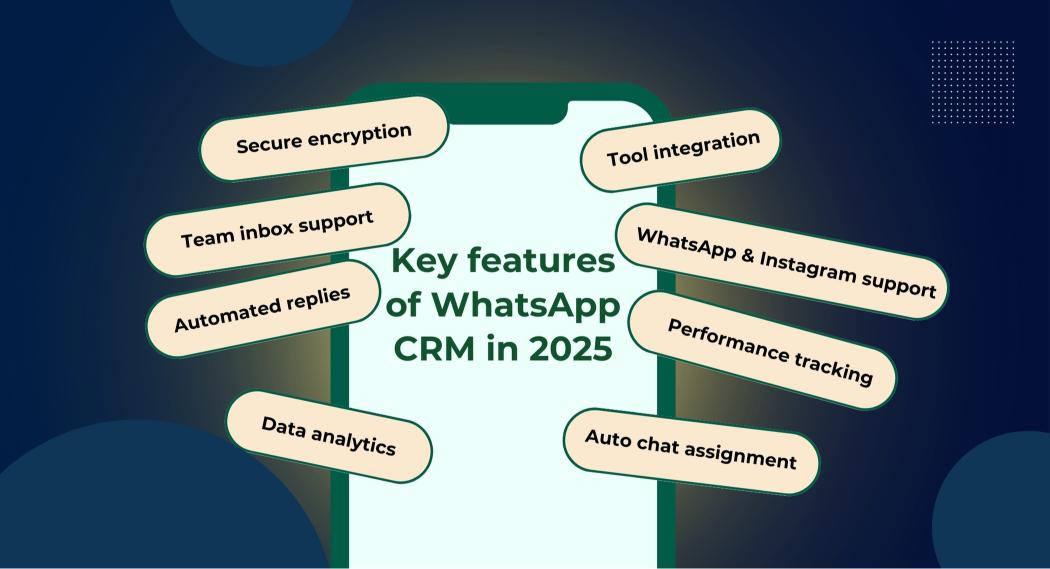 Secure encryption
Team inbox support
Automated replies
Data analytics
Key features
of WhatsApp
CRM in 2025
Tool integration
WhatsApp & Instagram support
Performance tracking
Auto chat assignment